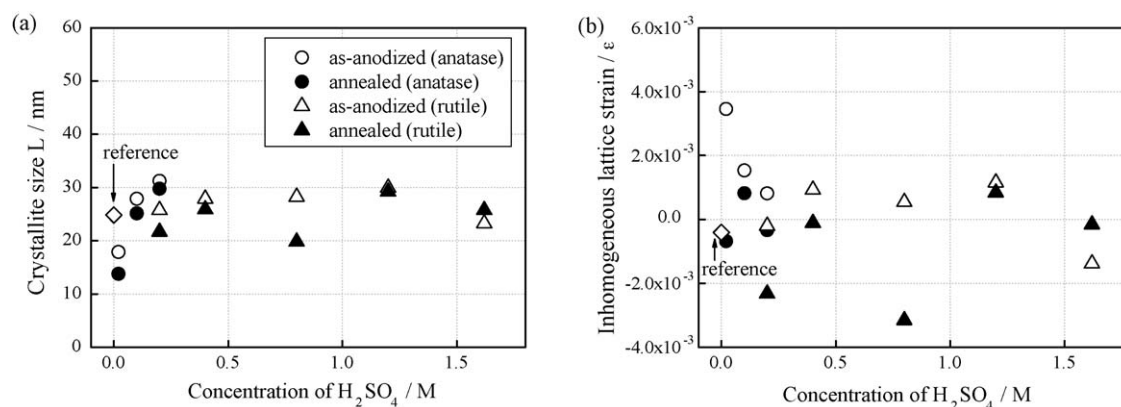 (a)
60
50
40
30
20
10
0
Crystallite size L / nm
as-anodized (anatase)
annealed (anatase)
as-anodized (rutile)
annealed (rutile)
reference
0.0 0.5 1.0 1.5
Concentration of H₂SO₄ / M
(b)
6.0x10⁻³
4.0x10⁻³
2.0x10⁻³
0.0
-2.0x10⁻³
-4.0x10⁻³
Inhomogeneous lattice strain / ε
reference
0.0 0.5 1.0 1.5
Concentration of H₂SO₄ / M